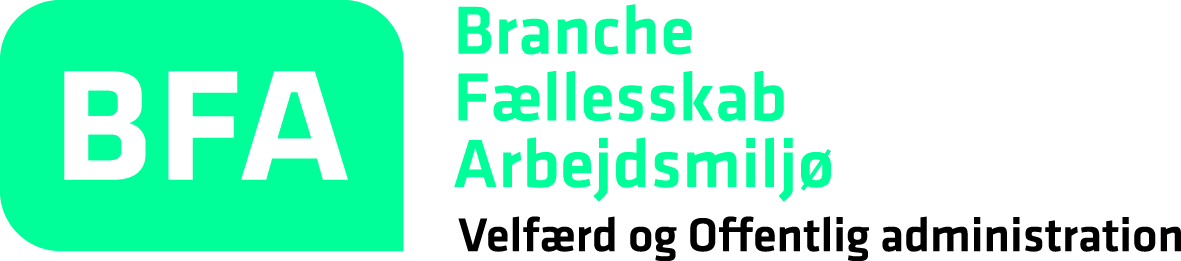 BFA
Branche
Fællesskab
Arbejdsmiljø
Velfærd og Offentlig administration